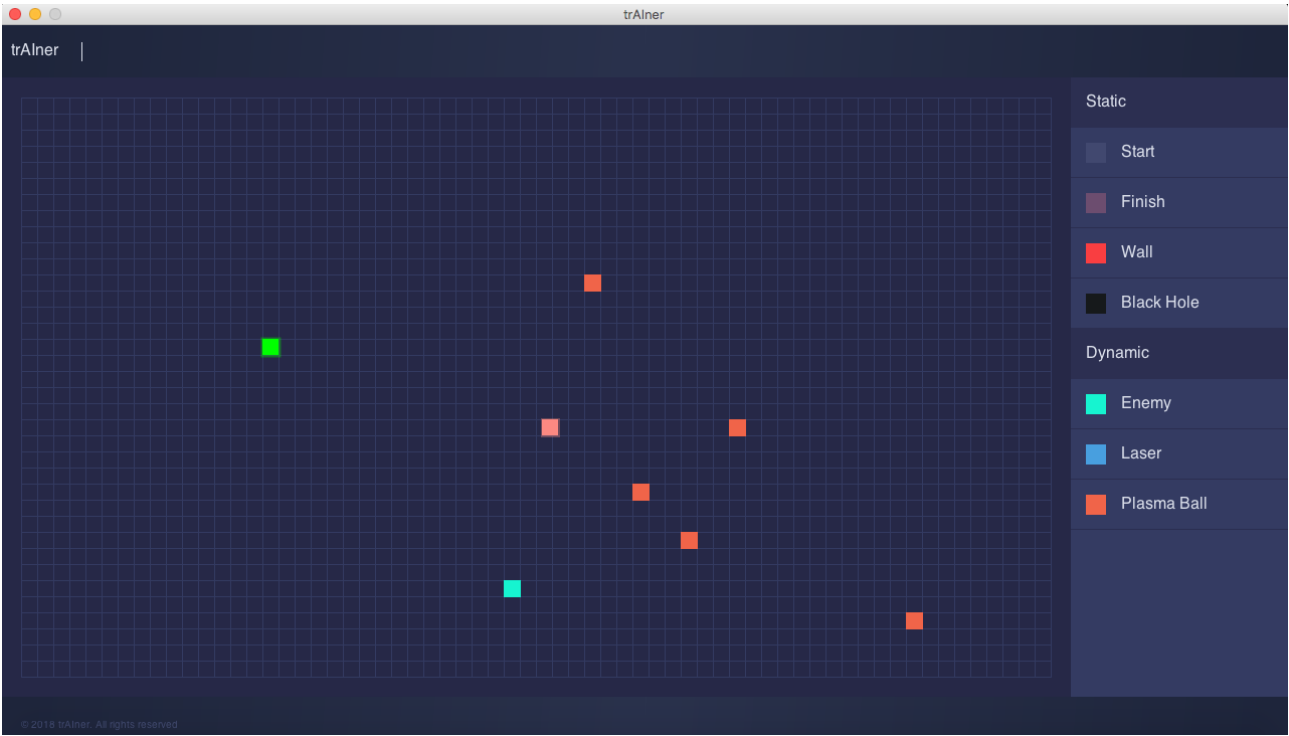 trAIner
trAIner
Static
Start
Finish
Wall
Black Hole
Dynamic
Enemy
Laser
Plasma Ball
© 2018 trAIner. All rights reserved